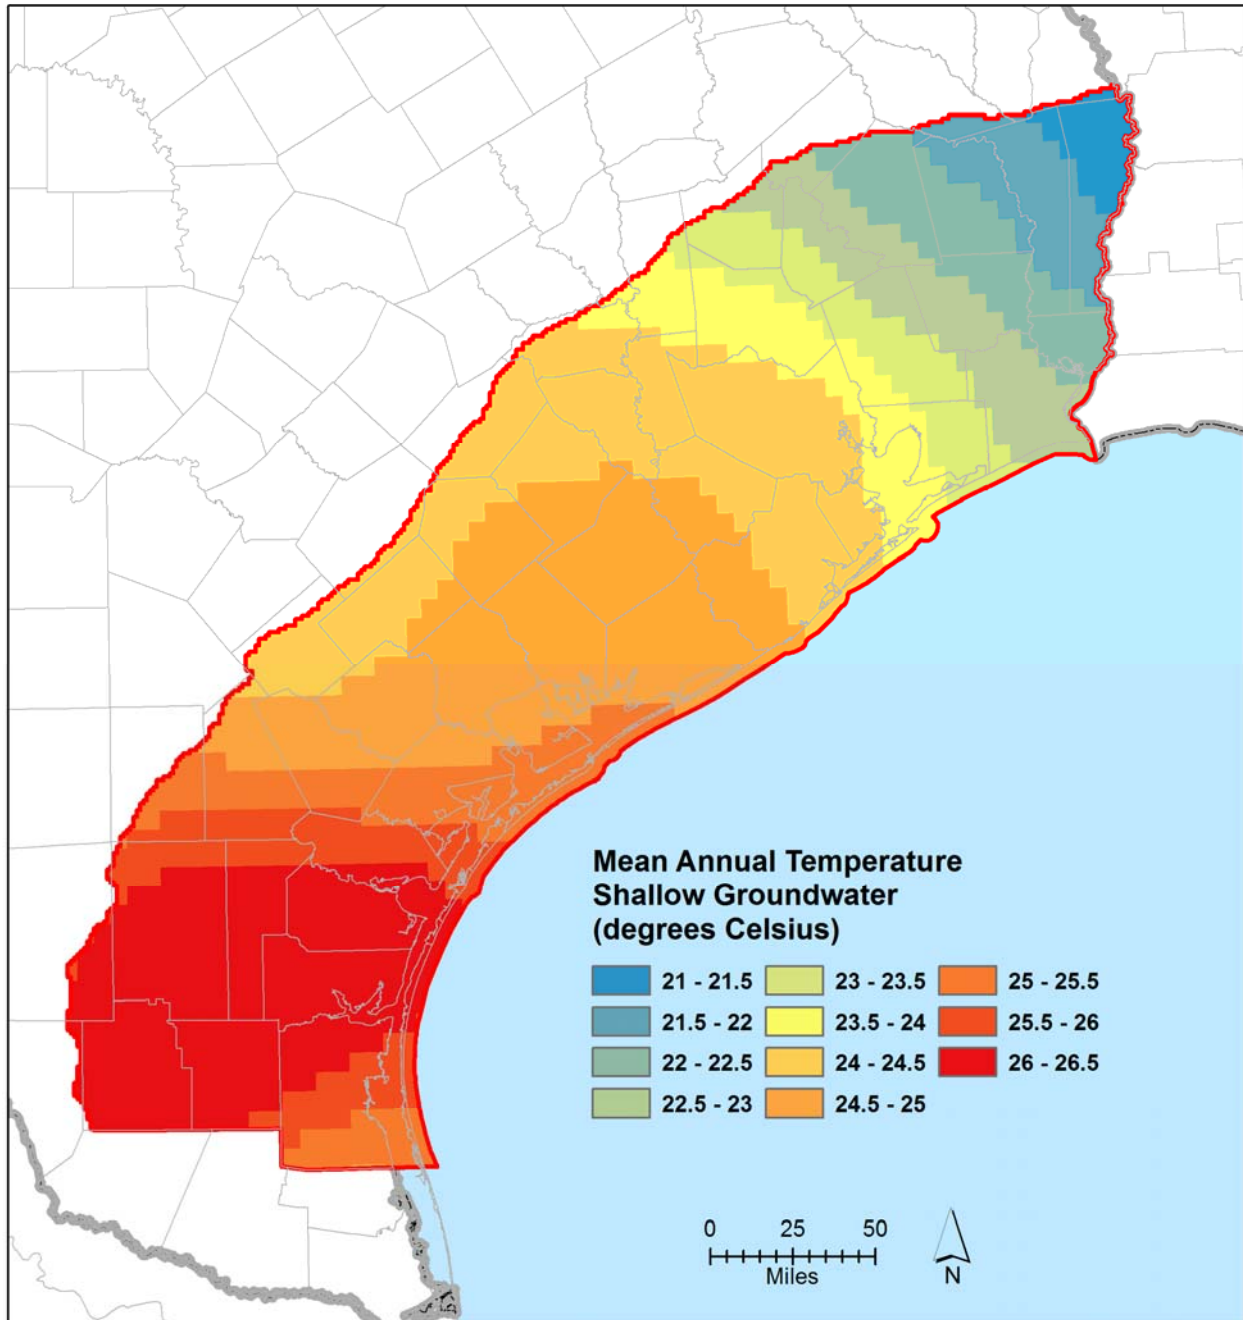 Mean Annual Temperature
Shallow Groundwater
(degrees Celsius)
21 - 21.5
23 - 23.5
25 - 25.5
21.5 - 22
23.5 - 24
25.5 - 26
22 - 22.5
24 - 24.5
26 - 26.5
22.5 - 23
24.5 - 25
0 25 50
Miles
N